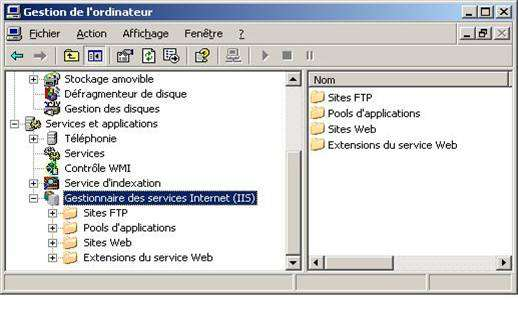 Gestion de l'ordinateur
Fichier Action Affichage Fenêtre ?
Stockage amovible
Défragmenteur de disque
Gestion des disques
Services et applications
Téléphonie
Services
Contrôle WMI
Service d'indexation
Gestionnaire des services Internet (IIS)
Sites FTP
Pools d'applications
Sites Web
Extensions du service Web
Nom
Sites FTP
Pools d'applications
Sites Web
Extensions du service Web